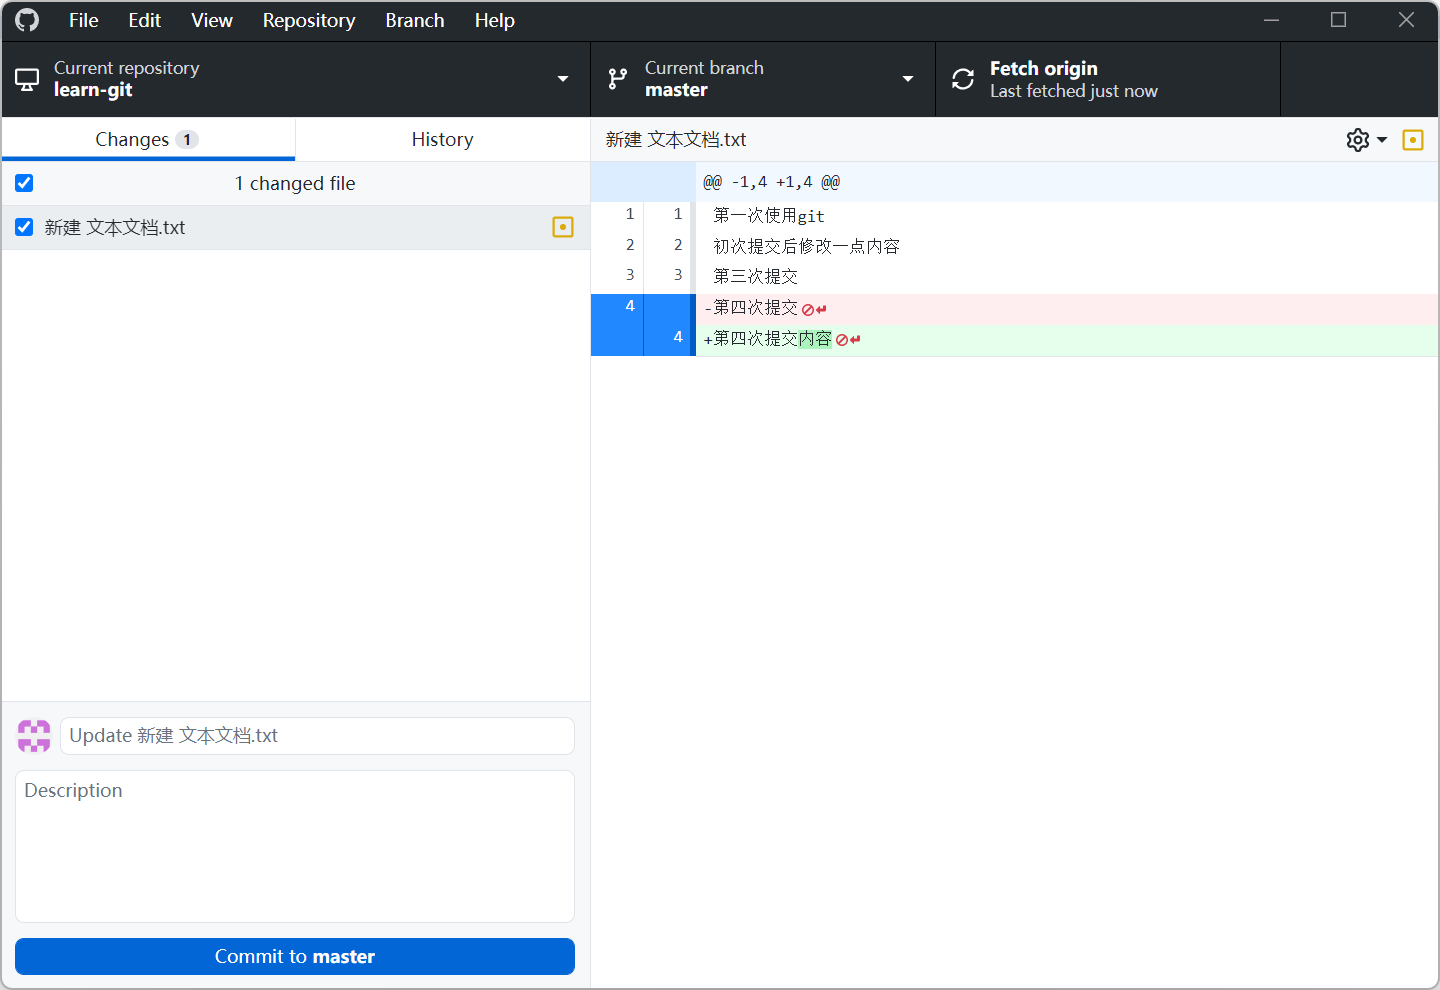 File Edit View Repository Branch Help
Current repository
learn-git
Current branch
master
Fetch origin
Last fetched just now
Changes 1
History
1 changed file
新建 文本文档.txt
Update 新建 文本文档.txt
Description
Commit to master
新建 文本文档.txt
@@ -1,4 +1,4 @@
1 1 第一次使用git
2 2 初次提交后修改一点内容
3 3 第三次提交
4 -第四次提交
4 +第四次提交内容